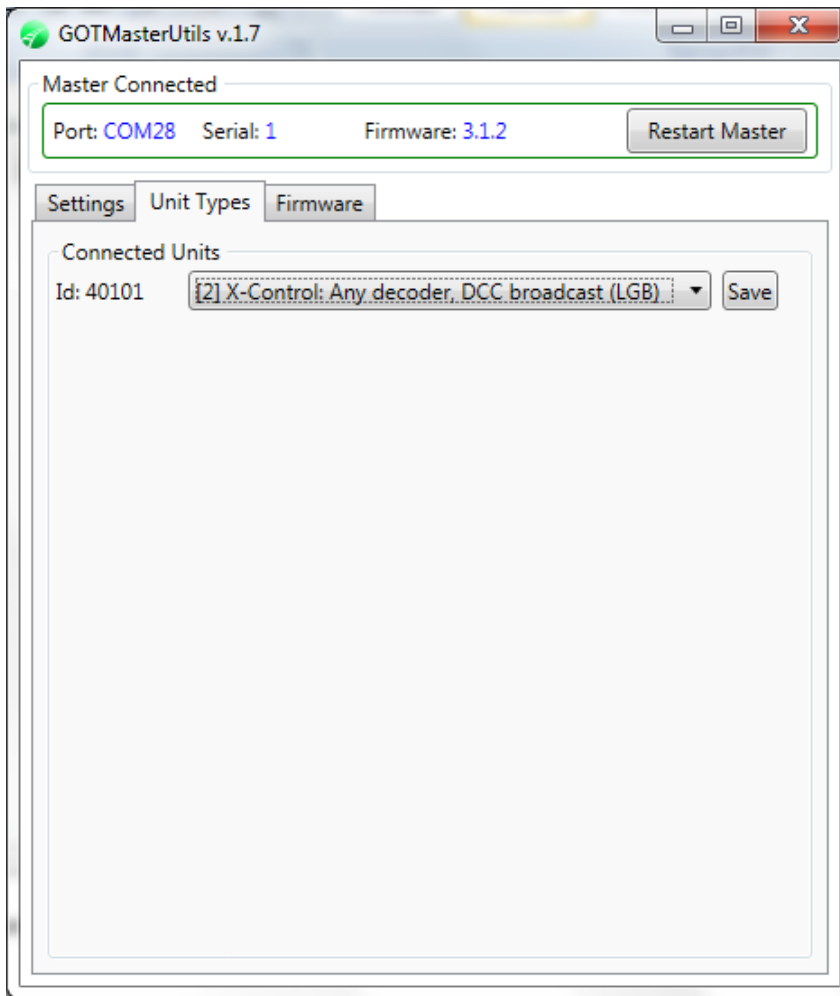 GOTMasterUtils v.1.7
Master Connected
Port: COM28 Serial: 1 Firmware: 3.1.2 Restart Master
Settings Unit Types Firmware
Connected Units
Id: 40101 [2] X-Control: Any decoder, DCC broadcast (LGB) Save